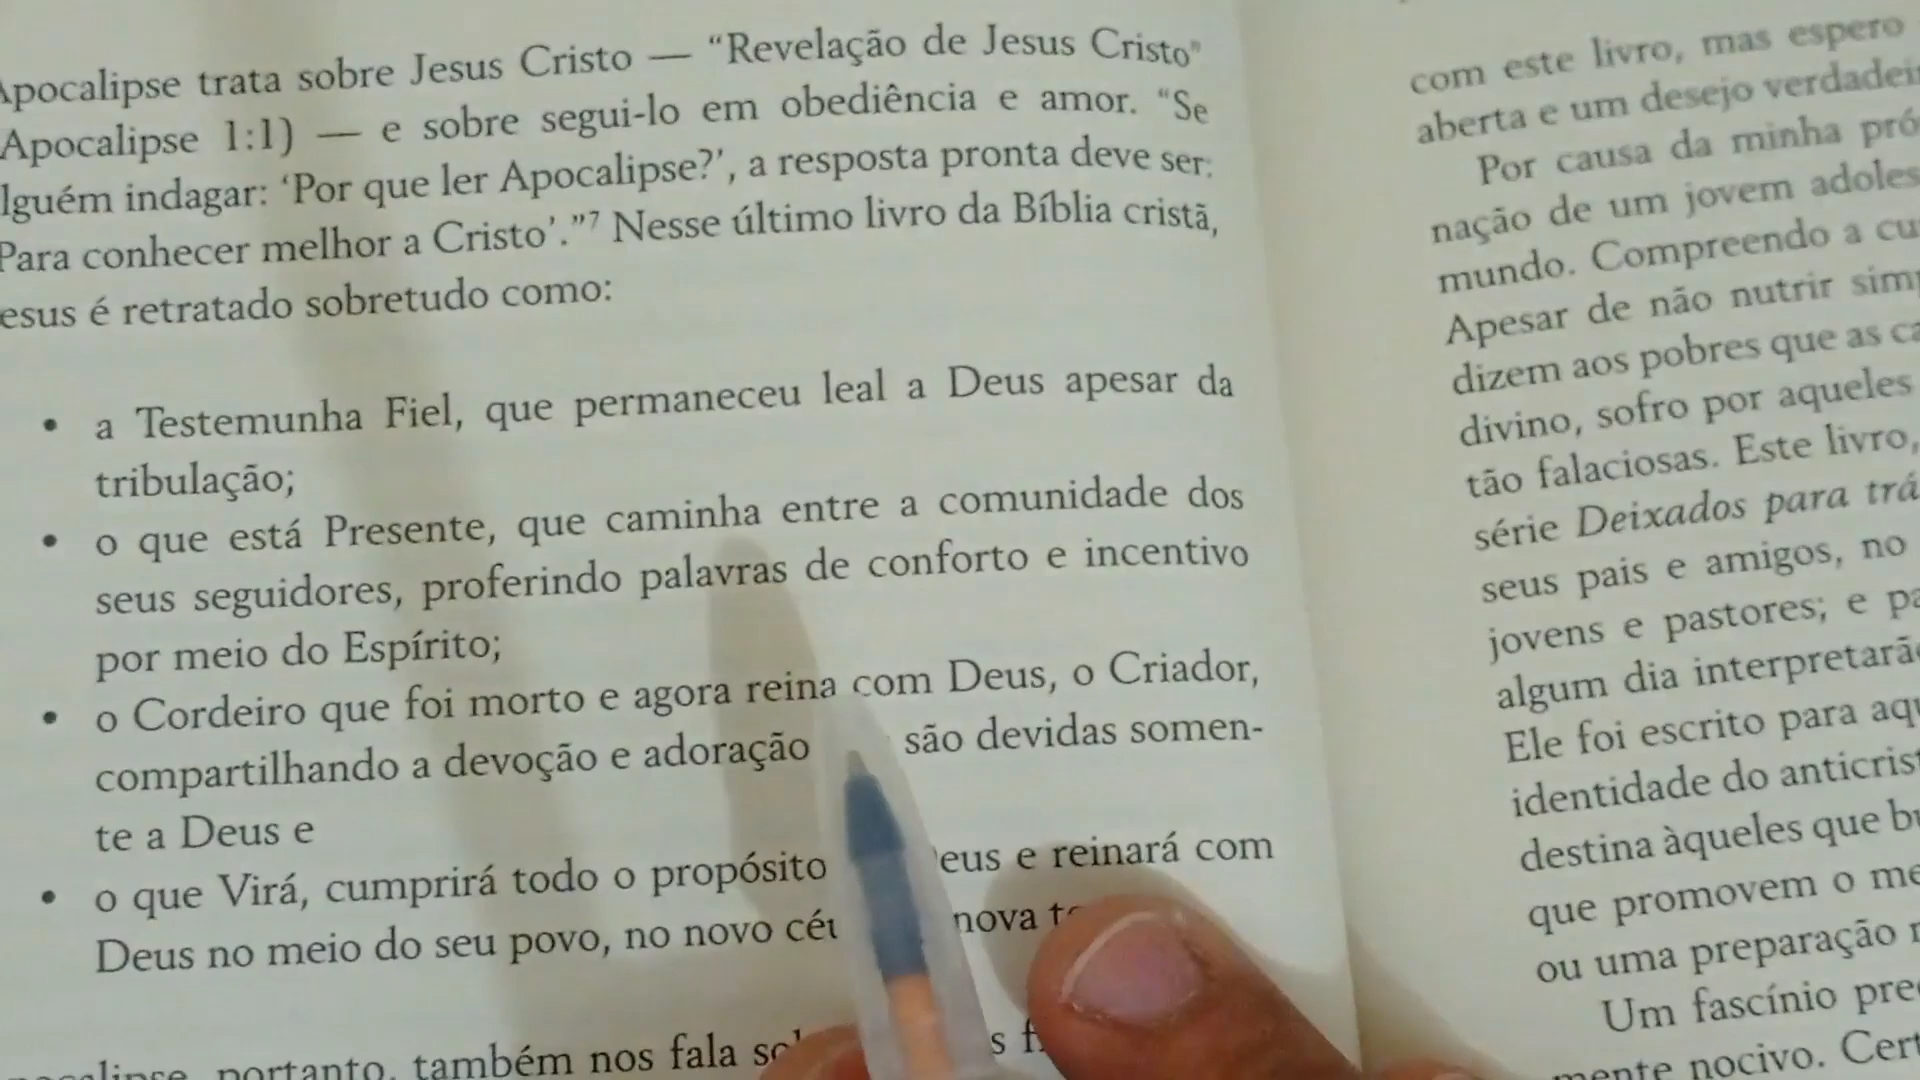 Apocalipse trata sobre Jesus Cristo — “Revelação de Jesus Cristo”
Apocalipse 1:1) — e sobre segui-lo em obediência e amor. “Se
lguém indagar: ‘Por que ler Apocalipse?’, a resposta pronta deve ser:
Para conhecer melhor a Cristo’.”7 Nesse último livro da Bíblia cristã,
esus é retratado sobretudo como:
• a Testemunha Fiel, que permaneceu leal a Deus apesar da
tribulação;
• o que está Presente, que caminha entre a comunidade dos
seus seguidores, proferindo palavras de conforto e incentivo
por meio do Espírito;
• o Cordeiro que foi morto e agora reina com Deus, o Criador,
compartilhando a devoção e adoração são devidas somen-
te a Deus e
• o que Virá, cumprirá todo o propósito eus e reinará com
Deus no meio do seu povo, no novo céu nova
portanto, também nos fala
com este livro, mas espero
aberta e um desejo
Por causa da minha
nação de um jovem
mundo. Compreendo a
Apesar de não nutrir
dizem aos pobres que as
divino, sofro por aqueles
tão falaciosas. Este livro,
série Deixados para
seus pais e amigos, no
jovens e pastores; e
algum dia
Ele foi escrito para
identidade do
destina àqueles que
que promovem o
ou uma preparação
Um fascínio
mente nocivo.